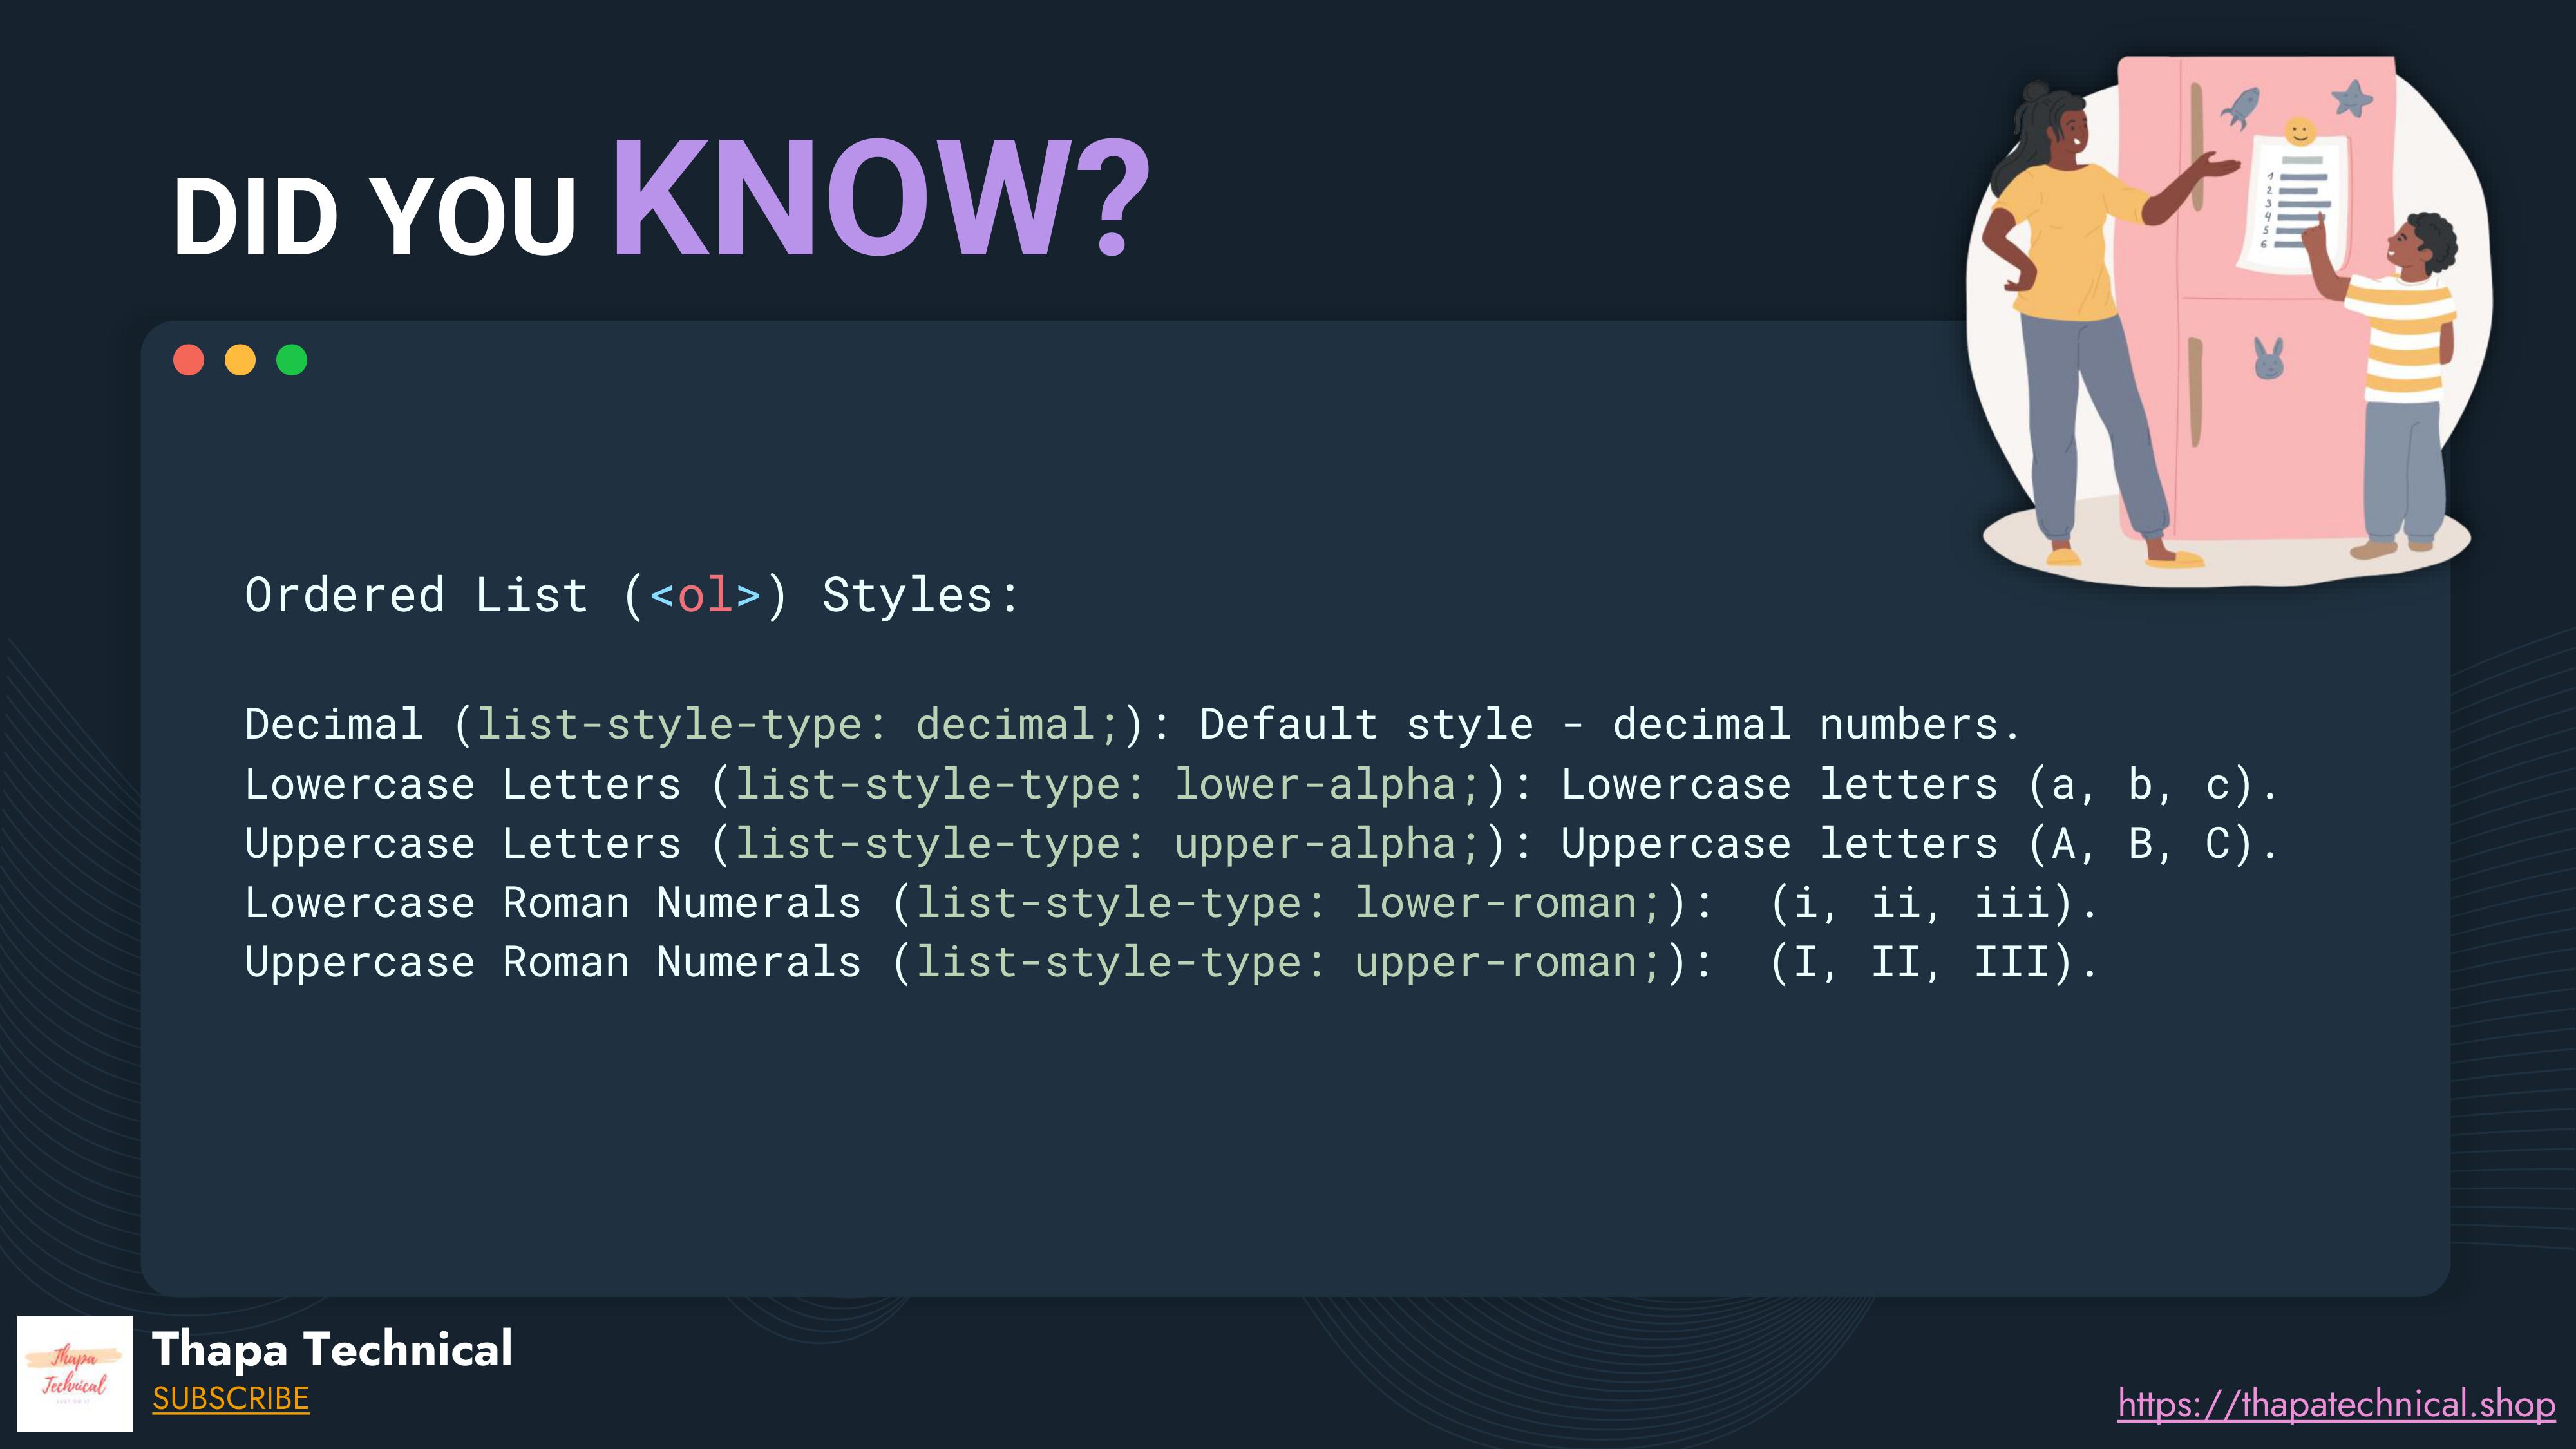 DID YOU KNOW?
1
2
3
4
5
6
Ordered List (<ol>) Styles:
Decimal (list-style-type: decimal;): Default style - decimal numbers.
Lowercase Letters (list-style-type: lower-alpha;): Lowercase letters (a, b, c).
Uppercase Letters (list-style-type: upper-alpha;): Uppercase letters (A, B, C).
Lowercase Roman Numerals (list-style-type: lower-roman;):  (i, ii, iii).
Uppercase Roman Numerals (list-style-type: upper-roman;):  (I, II, III).
Thapa
Technical
Thapa Technical
SUBSCRIBE
https://thapatechnical.shop